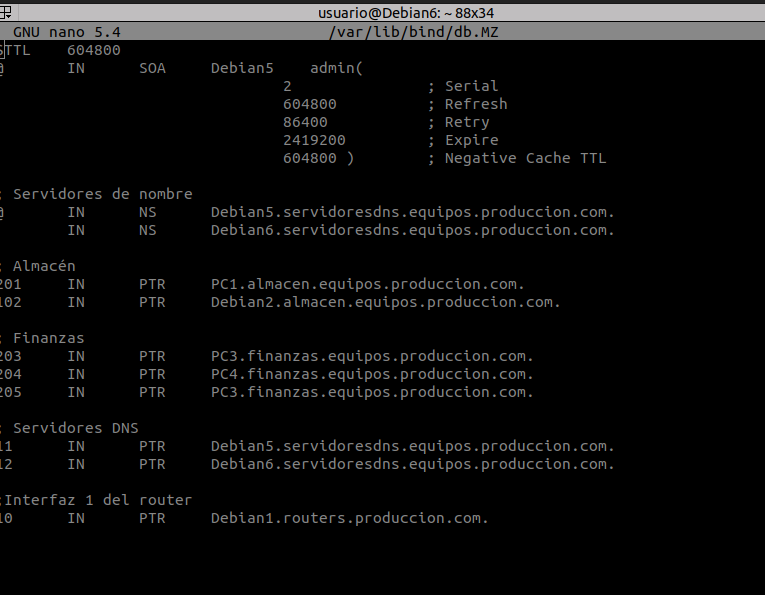 usuario@Debian6: ~ 88x34
GNU nano 5.4 /var/lib/bind/db.MZ
$TTL 604800
@ IN SOA Debian5 admin(
2 ; Serial
604800 ; Refresh
86400 ; Retry
2419200 ; Expire
604800 ) ; Negative Cache TTL
; Servidores de nombre
@ IN NS Debian5.servidoresdns.equipos.produccion.com.
IN NS Debian6.servidoresdns.equipos.produccion.com.
; Almacén
201 IN PTR PC1.almacen.equipos.produccion.com.
102 IN PTR Debian2.almacen.equipos.produccion.com.
; Finanzas
203 IN PTR PC3.finanzas.equipos.produccion.com.
204 IN PTR PC4.finanzas.equipos.produccion.com.
205 IN PTR PC3.finanzas.equipos.produccion.com.
; Servidores DNS
11 IN PTR Debian5.servidoresdns.equipos.produccion.com.
12 IN PTR Debian6.servidoresdns.equipos.produccion.com.
;Interfaz 1 del router
10 IN PTR Debian1.routers.produccion.com.